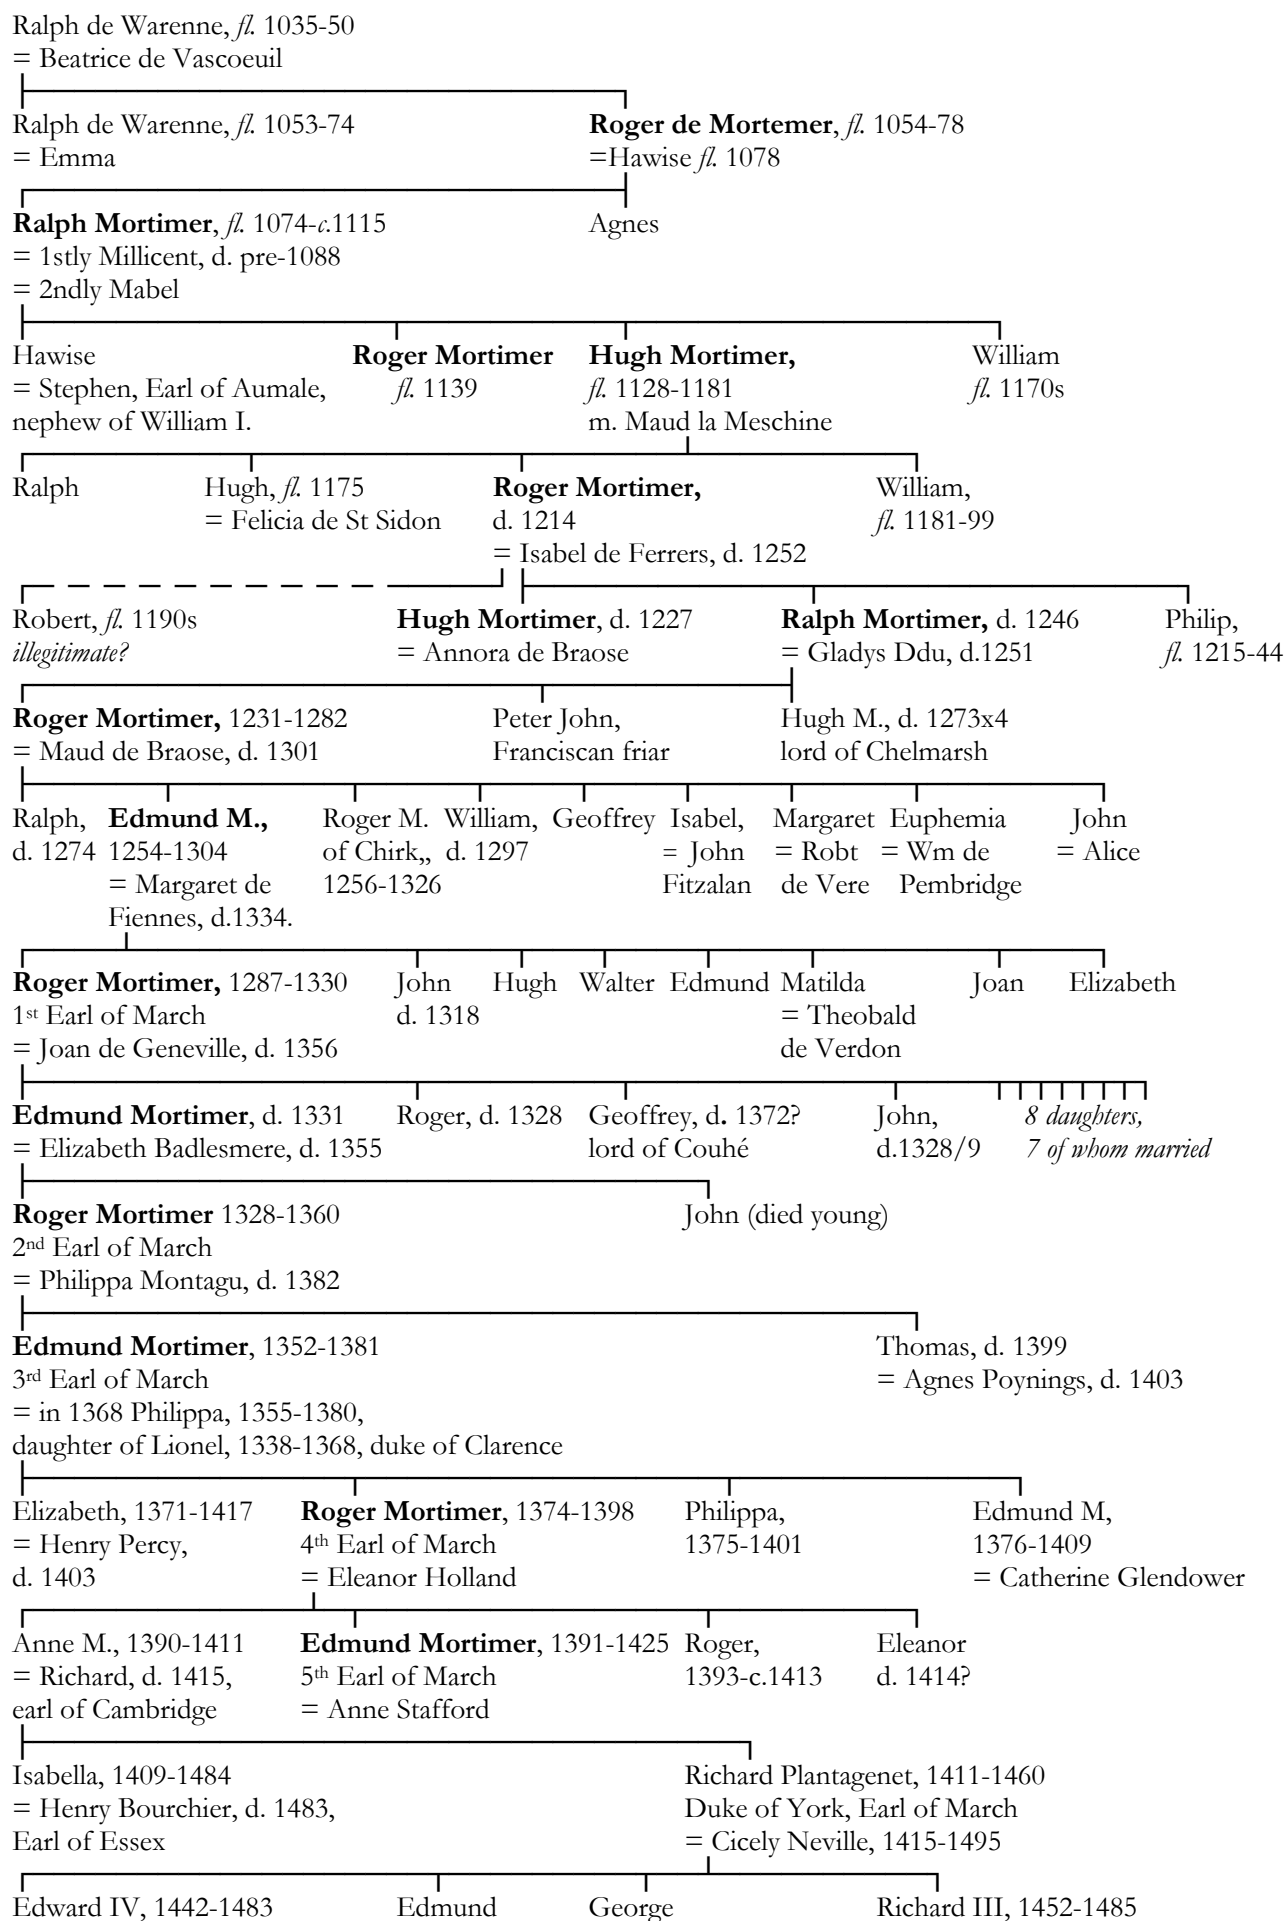 Ralph de Warenne, fl. 1035-50
= Beatrice de Vascoeuil
Ralph de Warenne, fl. 1053-74 Roger de Mortemer, fl. 1054-78
= Emma =Hawise fl. 1078
Ralph Mortimer, fl. 1074-c.1115 Agnes
= 1stly Millicent, d. pre-1088
= 2ndly Mabel
Hawise Roger Mortimer Hugh Mortimer, William
= Stephen, Earl of Aumale, fl. 1139 fl. 1128-1181 fl. 1170s
nephew of William I. m. Maud la Meschine
Ralph Hugh, fl. 1175 Roger Mortimer, William,
= Felicia de St Sidon d. 1214 fl. 1181-99
= Isabel de Ferrers, d. 1252
Robert, fl. 1190s Hugh Mortimer, d. 1227 Ralph Mortimer, d. 1246 Philip,
illegitimate? = Annora de Braose = Gladys Ddu, d.1251 fl. 1215-44
Roger Mortimer, 1231-1282 Peter John, Hugh M., d. 1273x4
= Maud de Braose, d. 1301 Franciscan friar lord of Chelmarsh
Ralph, Edmund M., Roger M. William, Geoffrey Isabel, Margaret Euphemia John
d. 1274 1254-1304 of Chirk,, d. 1297 = John = Robt = Wm de = Alice
= Margaret de 1256-1326 Fitzalan de Vere Pembridge
Fiennes, d.1334.
Roger Mortimer, 1287-1330 John Hugh Walter Edmund Matilda Joan Elizabeth
1st Earl of March d. 1318 = Theobald
= Joan de Geneville, d. 1356 de Verdon
Edmund Mortimer, d. 1331 Roger, d. 1328 Geoffrey, d. 1372? John, 8 daughters,
= Elizabeth Badlesmere, d. 1355 lord of Couhé d.1328/9 7 of whom married
Roger Mortimer 1328-1360 John (died young)
2nd Earl of March
= Philippa Montagu, d. 1382
Edmund Mortimer, 1352-1381 Thomas, d. 1399
3rd Earl of March = Agnes Poynings, d. 1403
= in 1368 Philippa, 1355-1380,
daughter of Lionel, 1338-1368, duke of Clarence
Elizabeth, 1371-1417 Roger Mortimer, 1374-1398 Philippa, Edmund M,
= Henry Percy, 4th Earl of March 1375-1401 1376-1409
d. 1403 = Eleanor Holland = Catherine Glendower
Anne M., 1390-1411 Edmund Mortimer, 1391-1425 Roger, Eleanor
= Richard, d. 1415, 5th Earl of March 1393-c.1413 d. 1414?
earl of Cambridge = Anne Stafford
Isabella, 1409-1484 Richard Plantagenet, 1411-1460
= Henry Bourchier, d. 1483, Duke of York, Earl of March
Earl of Essex = Cicely Neville, 1415-1495
Edward IV, 1442-1483 Edmund George Richard III, 1452-1485